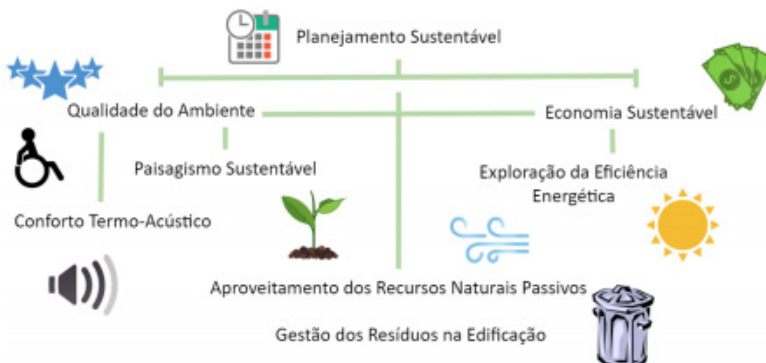 Planejamento Sustentável
Qualidade do Ambiente
Economia Sustentável
Paisagismo Sustentável
Exploração da Eficiência
Energética
Conforto Termo-Acústico
Aproveitamento dos Recursos Naturais Passivos
Gestão dos Resíduos na Edificação